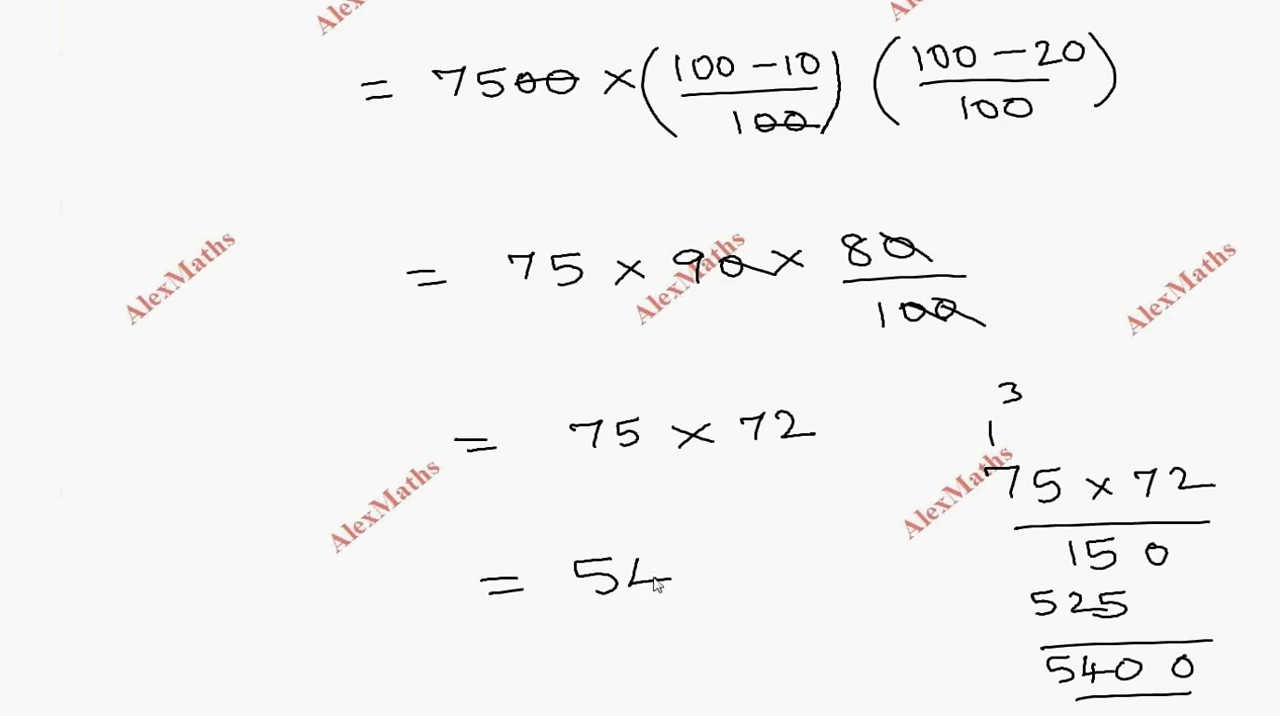 = 7500 × (100 - 10 / 100) (100 - 20 / 100)
= 75 × 90 × 80 / 100
= 75 × 72
= 54
3
1
75 × 72
150
525
5400
AlexMaths
AlexMaths
AlexMaths
AlexMaths
AlexMaths